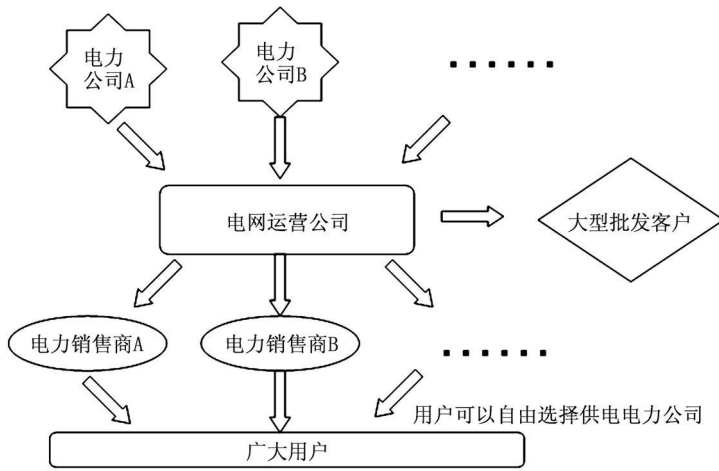 电力
公司A
电力
公司B
······
电网运营公司
大型批发客户
电力销售商A
电力销售商B
······
用户可以自由选择供电电力公司
广大用户